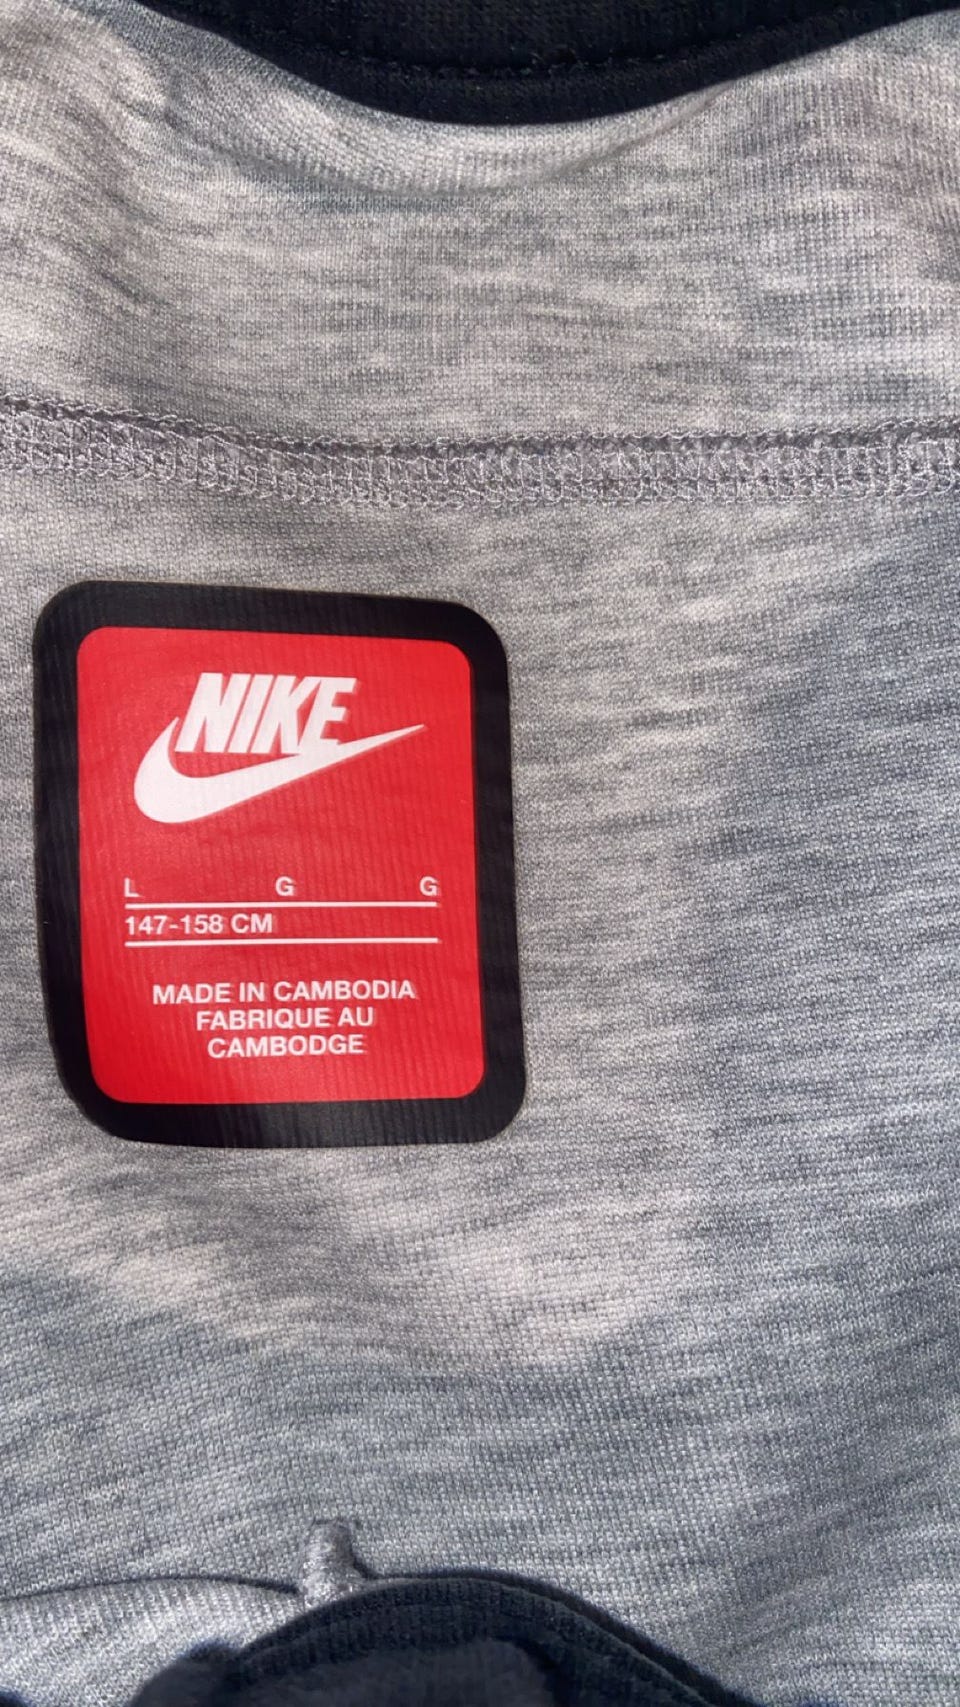 NIKE
L G G
147-158 CM
MADE IN CAMBODIA
FABRIQUE AU
CAMBODGE